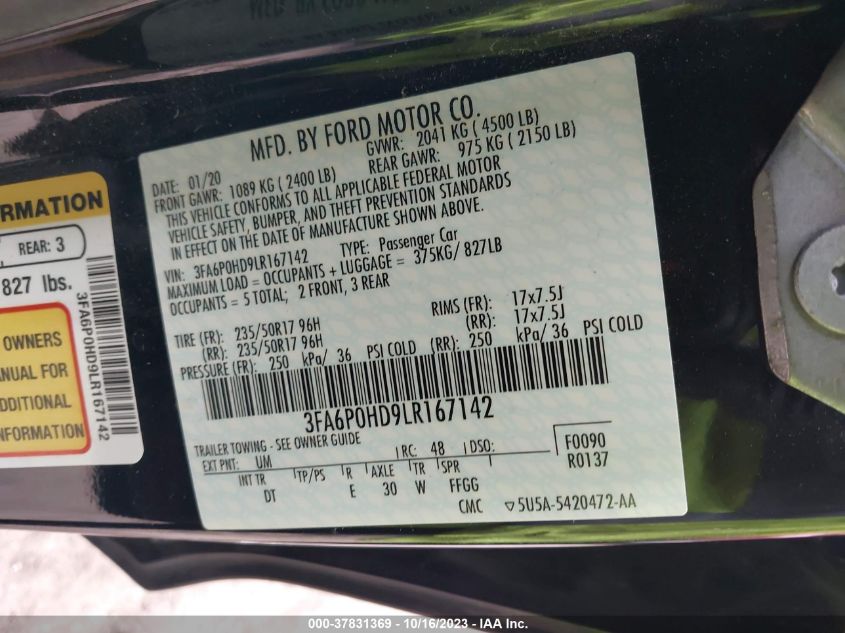 MFD. BY FORD MOTOR CO.
DATE: 01/20 GVWR: 2041 KG ( 4500 LB)
FRONT GAWR: 1089 KG ( 2400 LB) REAR GAWR: 975 KG ( 2150 LB)
THIS VEHICLE CONFORMS TO ALL APPLICABLE FEDERAL MOTOR
VEHICLE SAFETY, BUMPER, AND THEFT PREVENTION STANDARDS
IN EFFECT ON THE DATE OF MANUFACTURE SHOWN ABOVE.
VIN: 3FA6P0HD9LR167142 TYPE: Passenger Car
MAXIMUM LOAD = OCCUPANTS + LUGGAGE = 375KG/ 827LB
OCCUPANTS = 5 TOTAL; 2 FRONT, 3 REAR
TIRE (FR): 235/50R17 96H RIMS (FR): 17x7.5J
(RR): 235/50R17 96H (RR): 17x7.5J
PRESSURE (FR): 250 kPa/ 36 PSI COLD (RR): 250 kPa/ 36 PSI COLD
3FA6P0HD9LR167142
TRAILER TOWING - SEE OWNER GUIDE
EXT PNT: UM RC: 48 DSO: F0090
INT TR TP/PS R AXLE TR SPR R0137
DT E 30 W FFGG
CMC 5U5A-5420472-AA
RMATION
REAR: 3
827 lbs.
OWNERS
ANUAL FOR
ADDITIONAL
INFORMATION
3FA6P0HD9LR167142
000-37831369 - 10/16/2023 - IAA Inc.